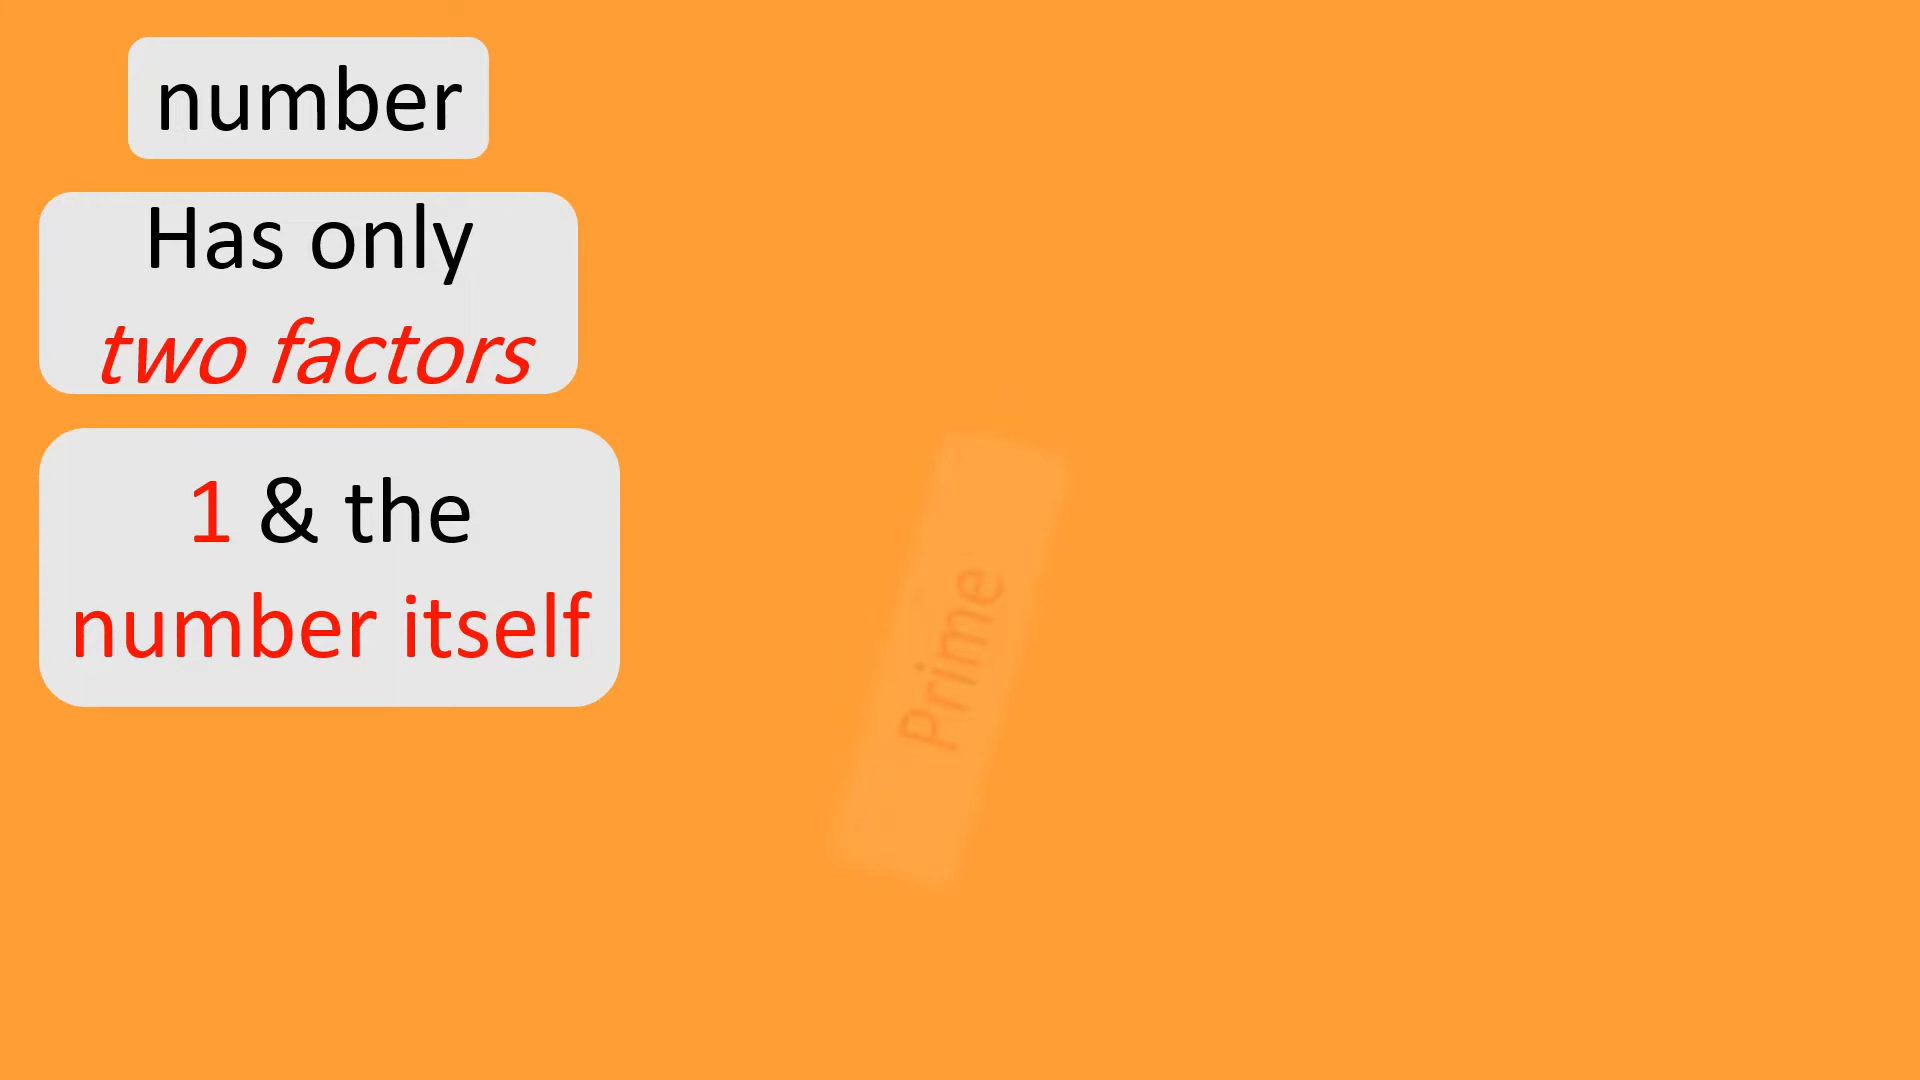 number
Has only
two factors
1 & the
number itself
Prime